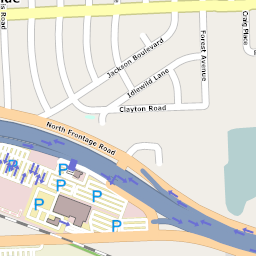 Jackson Boulevard
Idlewild Lane
Clayton Road
Forest Avenue
Craig Place
North Frontage Road
P
P
P
P
P
P